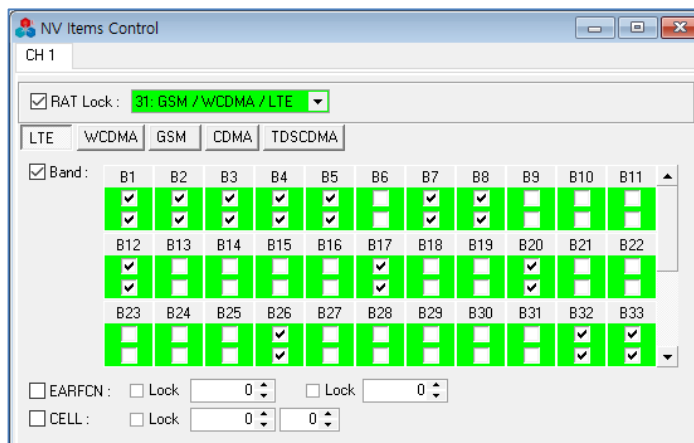 NV Items Control
CH 1
RAT Lock : 31: GSM / WCDMA / LTE
LTE WCDMA GSM CDMA TDSCDMA
Band : B1 B2 B3 B4 B5 B6 B7 B8 B9 B10 B11
B12 B13 B14 B15 B16 B17 B18 B19 B20 B21 B22
B23 B24 B25 B26 B27 B28 B29 B30 B31 B32 B33
EARFCN : Lock 0 Lock 0
CELL : Lock 0 0